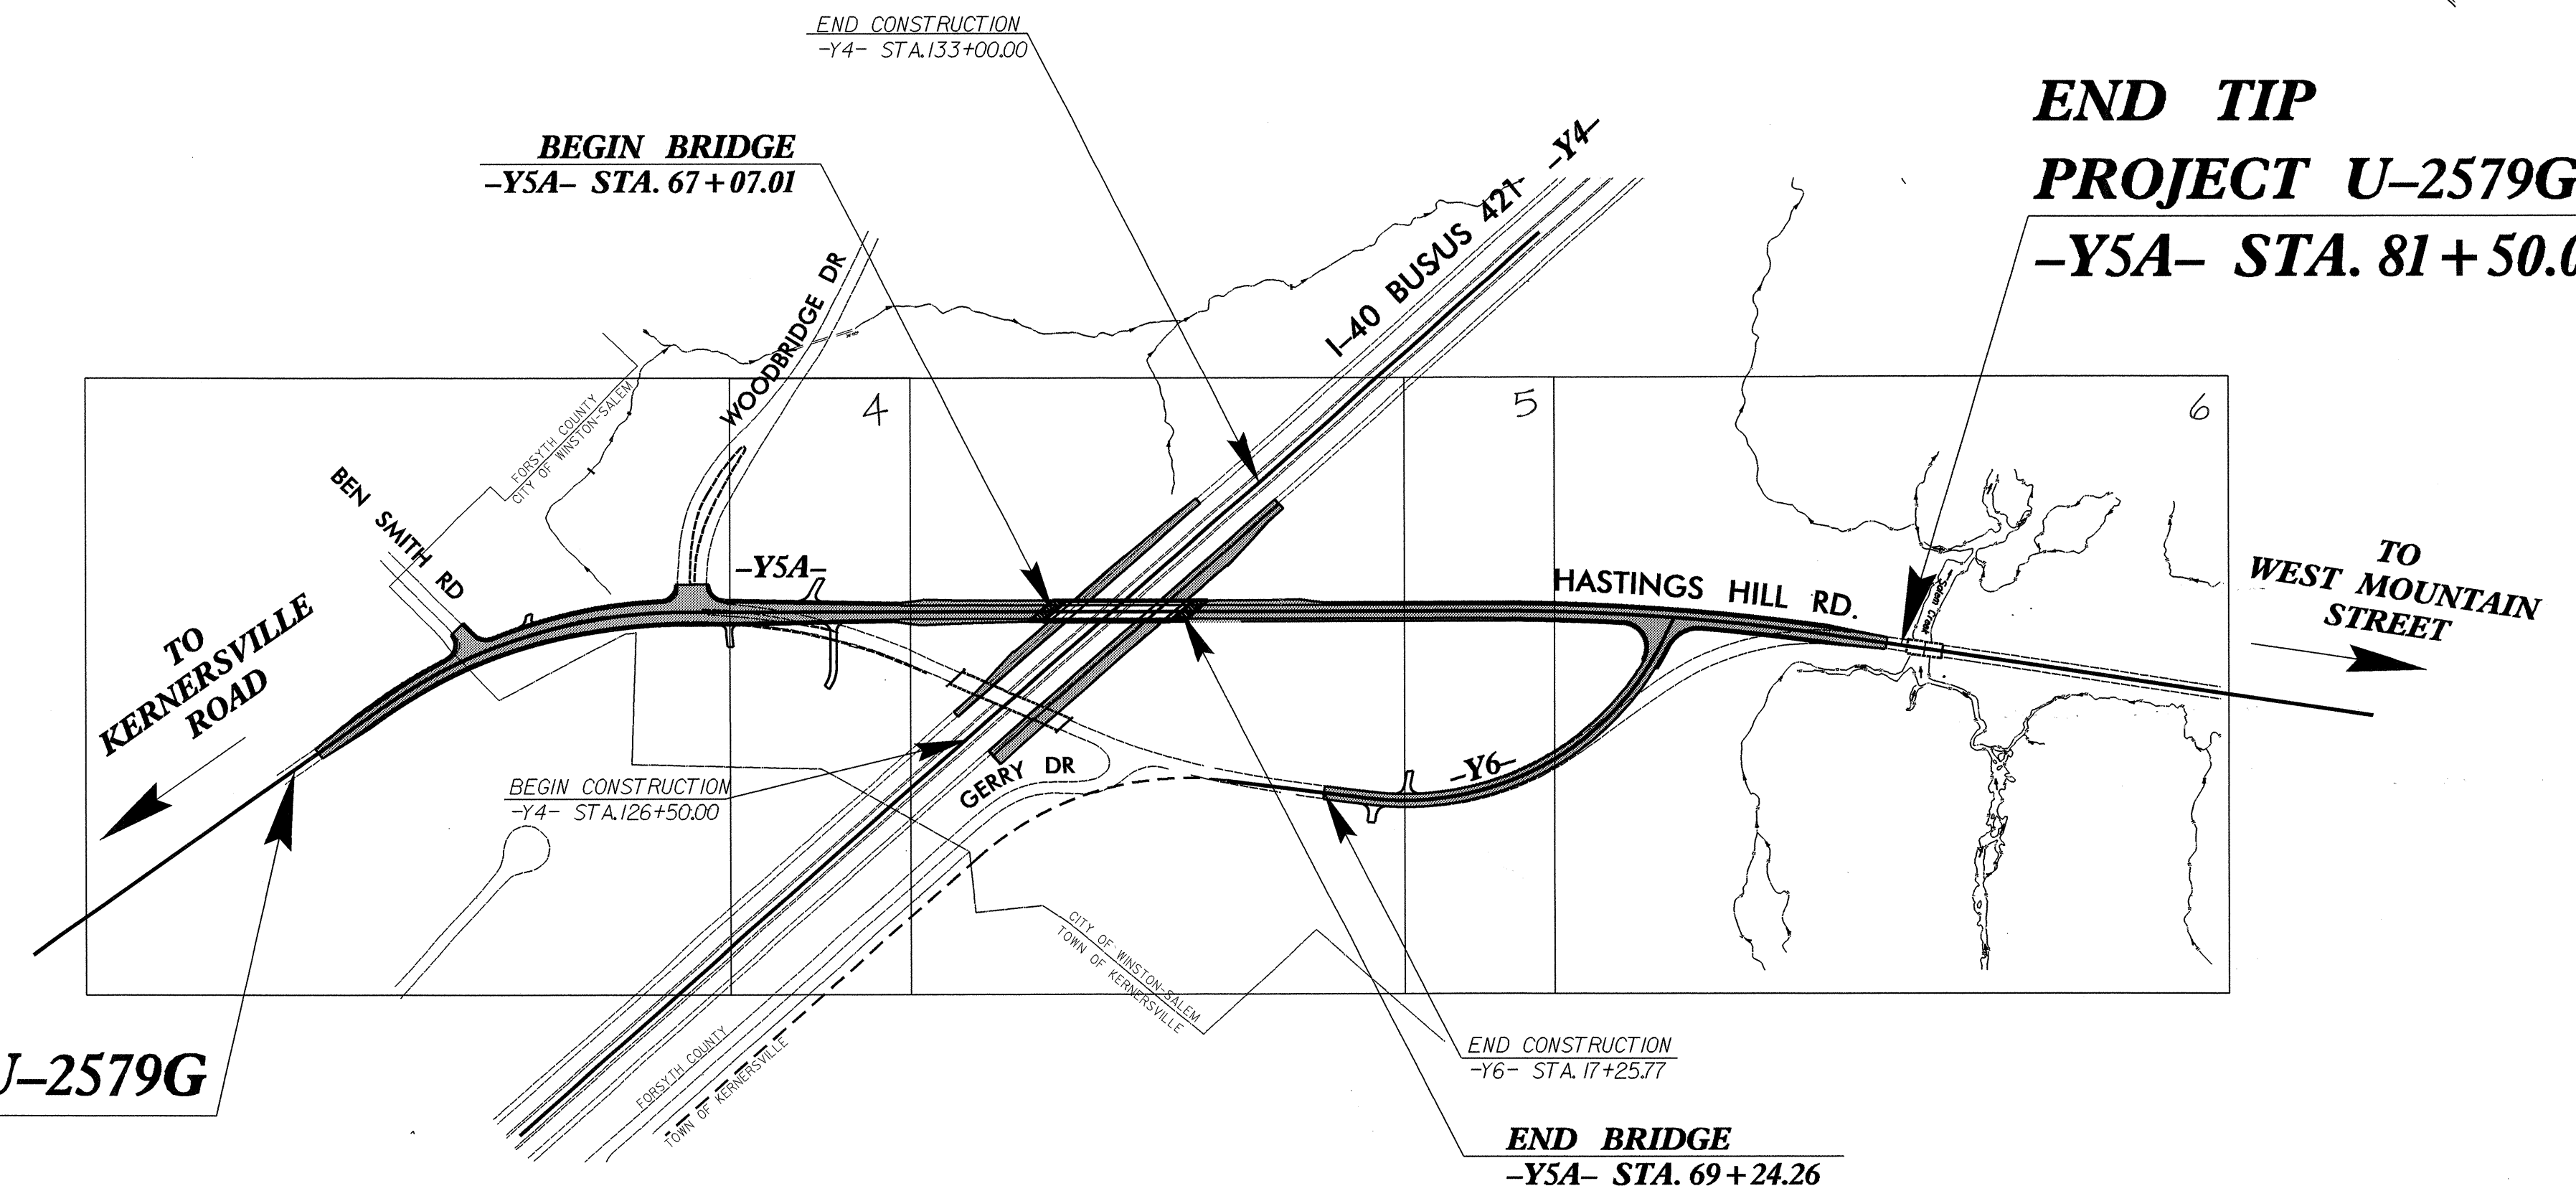 END CONSTRUCTION
-Y4- STA.133+00.00
BEGIN BRIDGE
-Y5A- STA. 67+07.01
END TIP
PROJECT U-2579G
-Y5A- STA. 81+50.0
-Y4-
I-40 BUS/US 421
WOODBRIDGE DR
4
5
6
FORSYTH COUNTY
CITY OF WINSTON-SALEM
BEN SMITH RD
-Y5A-
HASTINGS HILL RD.
Salem Creek
TO
WEST MOUNTAIN
STREET
TO
KERNERSVILLE
ROAD
BEGIN CONSTRUCTION
-Y4- STA.126+50.00
GERRY DR
-Y6-
CITY OF WINSTON-SALEM
TOWN OF KERNERSVILLE
FORSYTH COUNTY
TOWN OF KERNERSVILLE
U-2579G
END CONSTRUCTION
-Y6- STA. 17+25.77
END BRIDGE
-Y5A- STA. 69+24.26